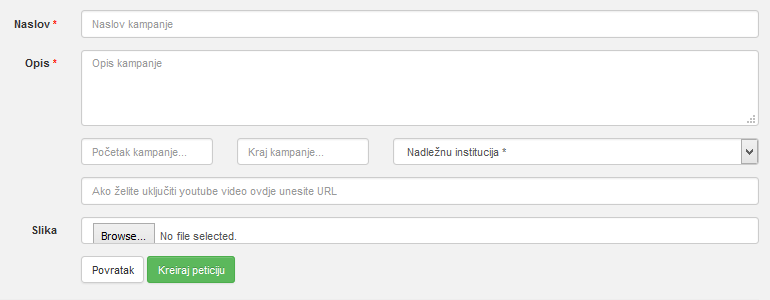 Naslov * Naslov kampanje
Opis * Opis kampanje
Početak kampanje... Kraj kampanje... Nadležnu institucija *
Ako želite uključiti youtube video ovdje unesite URL
Slika Browse... No file selected.
Povratak Kreiraj peticiju